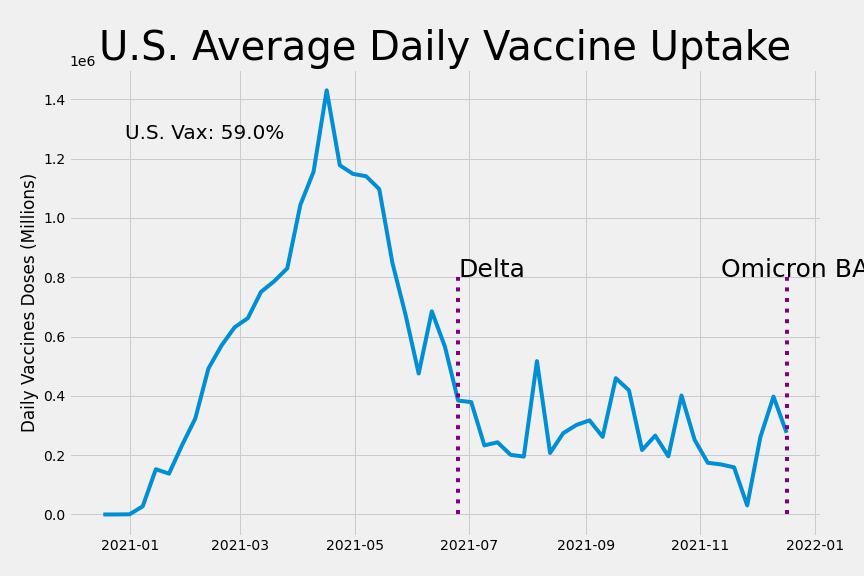 U.S. Average Daily Vaccine Uptake
1e6
1.4
U.S. Vax: 59.0%
1.2
1.0
Delta
Omicron BA
0.8
0.6
0.4
0.2
0.0
Daily Vaccines Doses (Millions)
2021-01 2021-03 2021-05 2021-07 2021-09 2021-11 2022-01